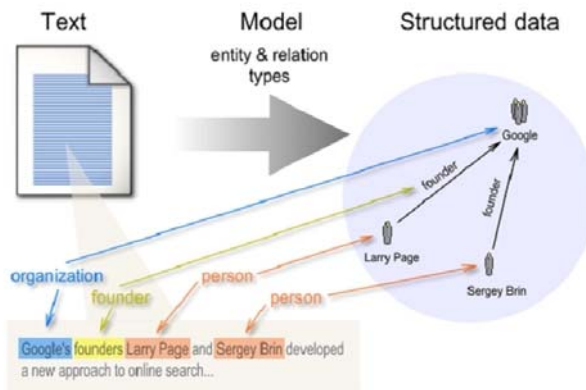 Text
Model
Structured data
entity & relation
types
Google
founder
founder
Larry Page
Sergey Brin
organization
person
founder
person
Google's founders Larry Page and Sergey Brin developed
a new approach to online search...